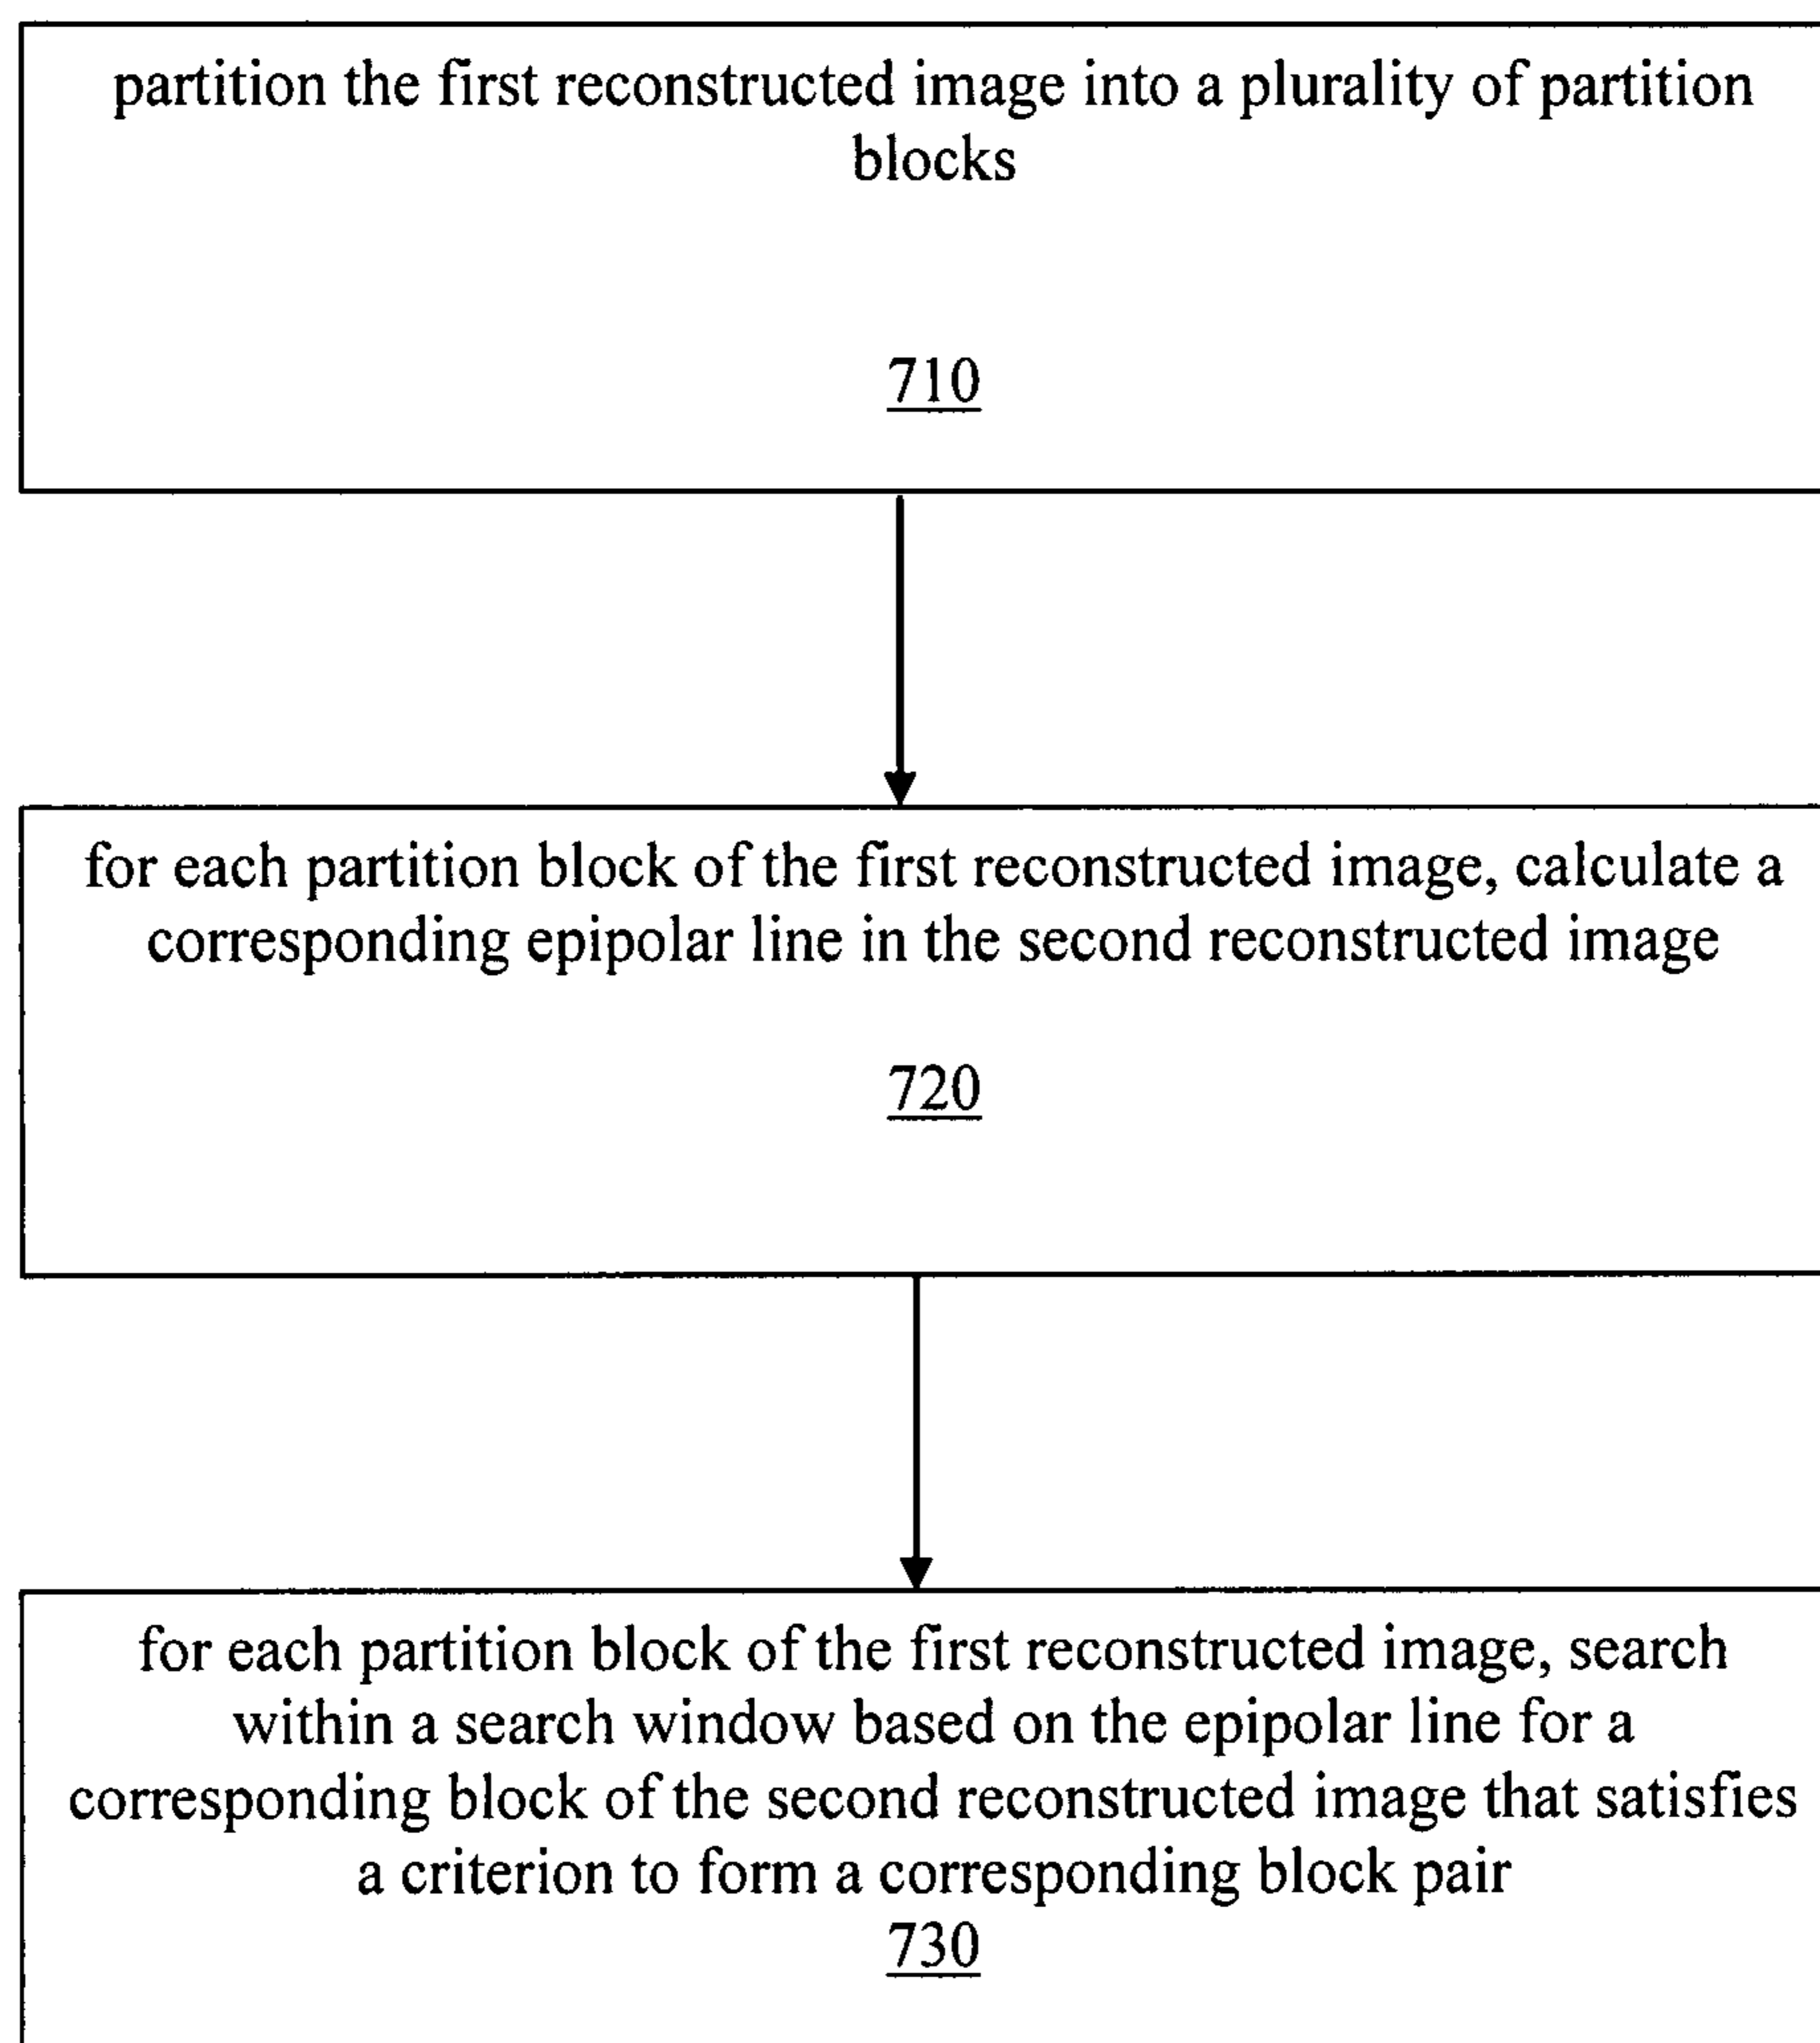 partition the first reconstructed image into a plurality of partition
blocks
710
for each partition block of the first reconstructed image, calculate a
corresponding epipolar line in the second reconstructed image
720
for each partition block of the first reconstructed image, search
within a search window based on the epipolar line for a
corresponding block of the second reconstructed image that satisfies
a criterion to form a corresponding block pair
730